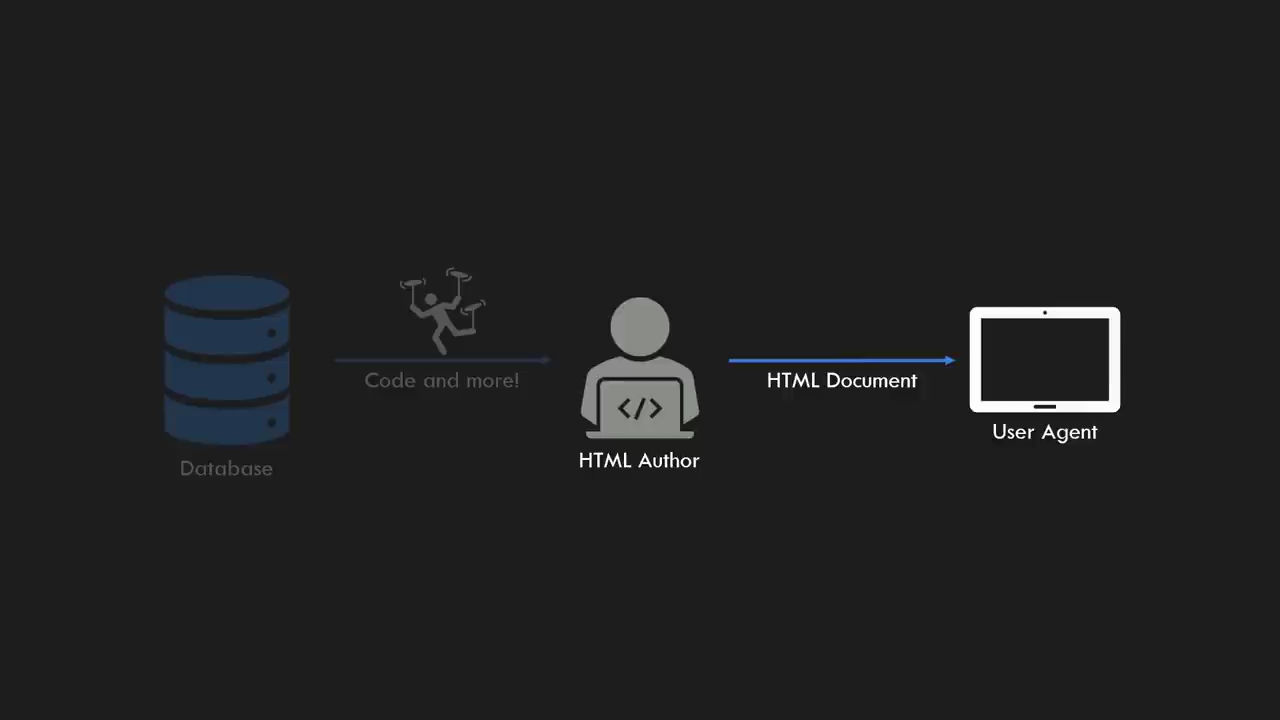 Database
Code and more!
</>
HTML Author
HTML Document
User Agent